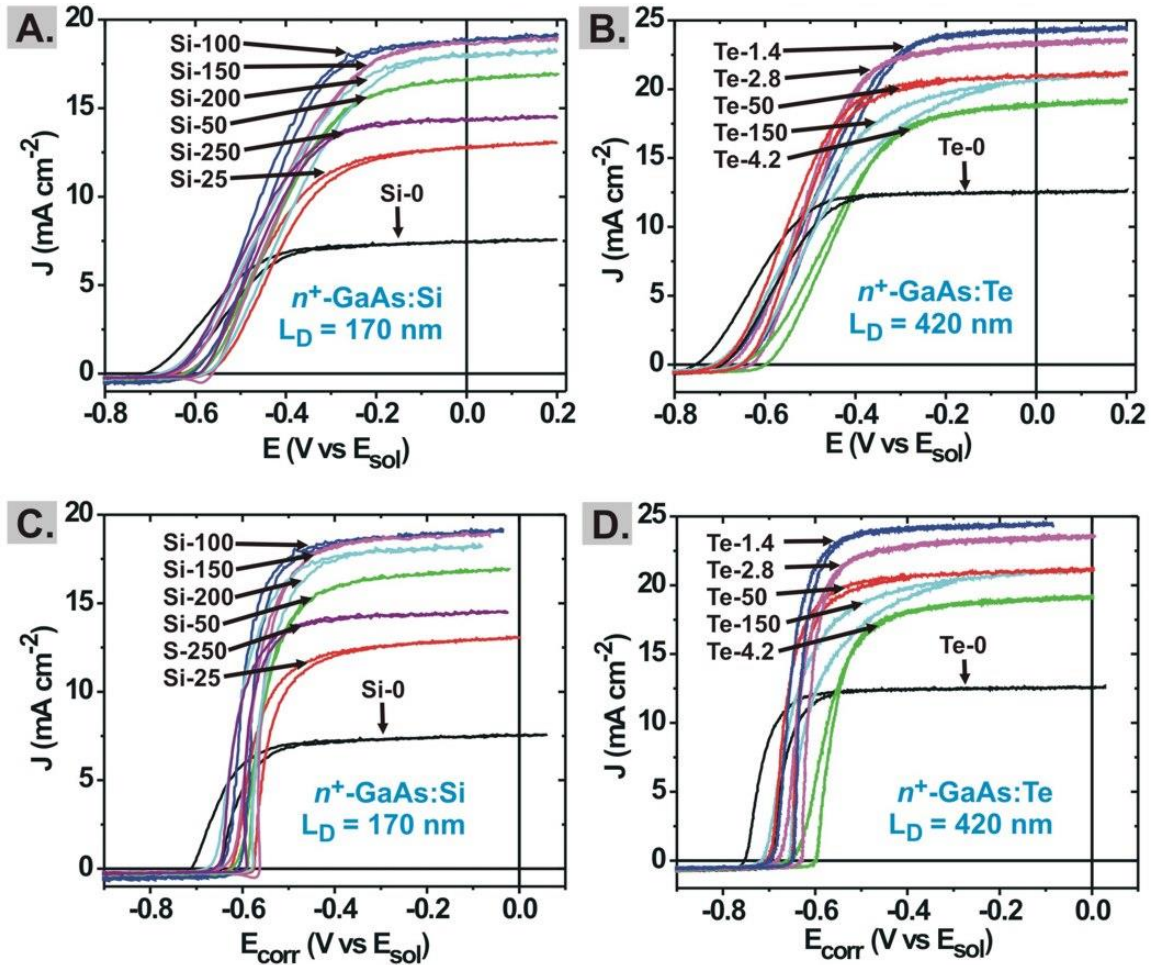 A.
20
15
10
5
0
J (mA cm-2)
Si-100
Si-150
Si-200
Si-50
Si-250
Si-25
Si-0
n+-GaAs:Si
LD = 170 nm
-0.8 -0.6 -0.4 -0.2 0.0 0.2
E (V vs Esol)
B.
25
20
15
10
5
0
J (mA cm-2)
Te-1.4
Te-2.8
Te-50
Te-150
Te-4.2
Te-0
n+-GaAs:Te
LD = 420 nm
-0.8 -0.6 -0.4 -0.2 0.0 0.2
E (V vs Esol)
C.
20
15
10
5
0
J (mA cm-2)
Si-100
Si-150
Si-200
Si-50
S-250
Si-25
Si-0
n+-GaAs:Si
LD = 170 nm
-0.8 -0.6 -0.4 -0.2 0.0
Ecorr (V vs Esol)
D.
25
20
15
10
5
0
J (mA cm-2)
Te-1.4
Te-2.8
Te-50
Te-150
Te-4.2
Te-0
n+-GaAs:Te
LD = 420 nm
-0.8 -0.6 -0.4 -0.2 0.0
Ecorr (V vs Esol)